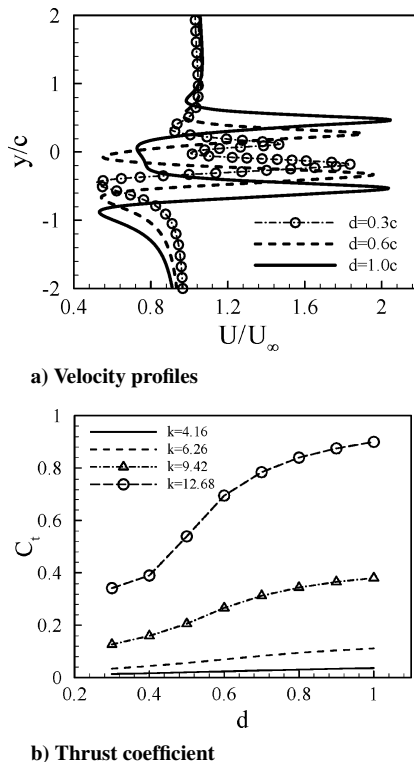 2
1
0
-1
-2
y/c
d=0.3c
d=0.6c
d=1.0c
0.4 0.8 1.2 1.6 2
U/U∞
a) Velocity profiles
1
0.8
0.6
0.4
0.2
0
Ct
k=4.16
k=6.26
k=9.42
k=12.68
0.2 0.4 0.6 0.8 1
d
b) Thrust coefficient